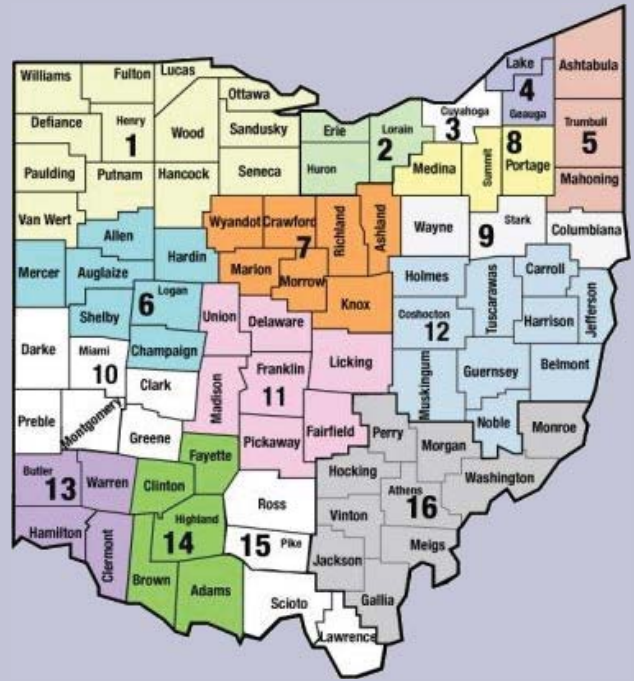 Williams
Fulton
Lucas
Ottawa
Defiance
Henry
1
Wood
Sandusky
Erie
Lorain
2
Huron
Cuyahoga
3
Lake
4
Geauga
Ashtabula
Trumbull
5
Mahoning
8
Portage
Summit
Medina
Paulding
Putnam
Hancock
Seneca
Van Wert
Allen
Wyandot
Crawford
7
Richland
Ashland
Wayne
9
Stark
Columbiana
Mercer
Auglaize
Hardin
Marion
Morrow
Knox
Holmes
Tuscarawas
Carroll
Jefferson
Harrison
Coshocton
12
Logan
6
Shelby
Union
Delaware
Champaign
Darke
Miami
10
Clark
Madison
Franklin
11
Licking
Muskingum
Guernsey
Belmont
Noble
Monroe
Preble
Montgomery
Greene
Pickaway
Fairfield
Perry
Morgan
Washington
Butler
13
Warren
Clinton
Fayette
Hocking
Athens
16
Ross
Vinton
Meigs
Hamilton
Clermont
Highland
14
15
Pike
Jackson
Brown
Adams
Scioto
Gallia
Lawrence